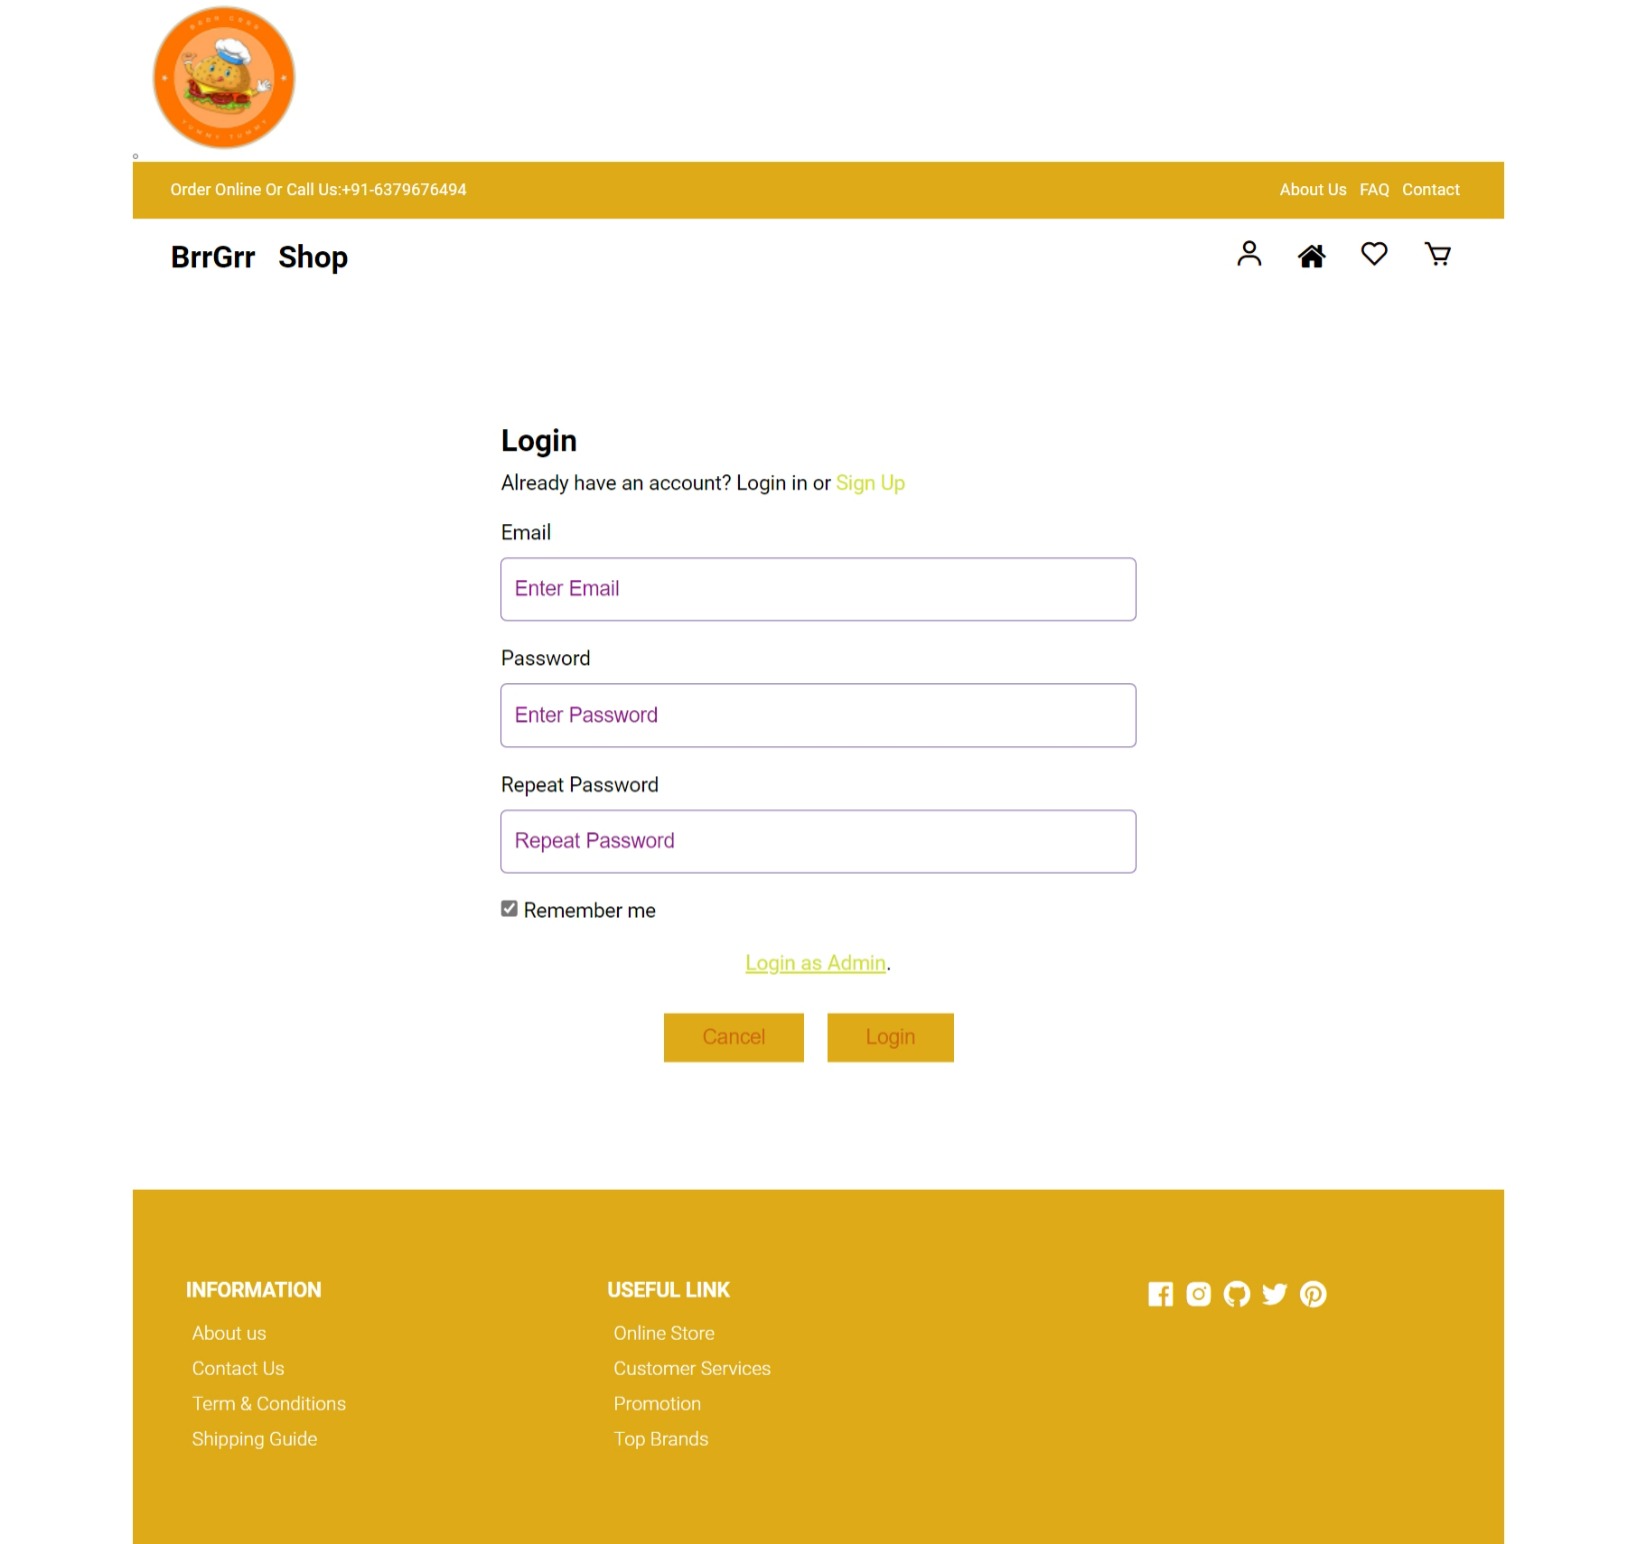 YUMMY TUMMY
Order Online Or Call Us:+91-6379676494
About Us FAQ Contact
BrrGrr Shop
Login
Already have an account? Login in or Sign Up
Email
Enter Email
Password
Enter Password
Repeat Password
Repeat Password
Remember me
Login as Admin.
Cancel Login
INFORMATION
About us
Contact Us
Term & Conditions
Shipping Guide
USEFUL LINK
Online Store
Customer Services
Promotion
Top Brands